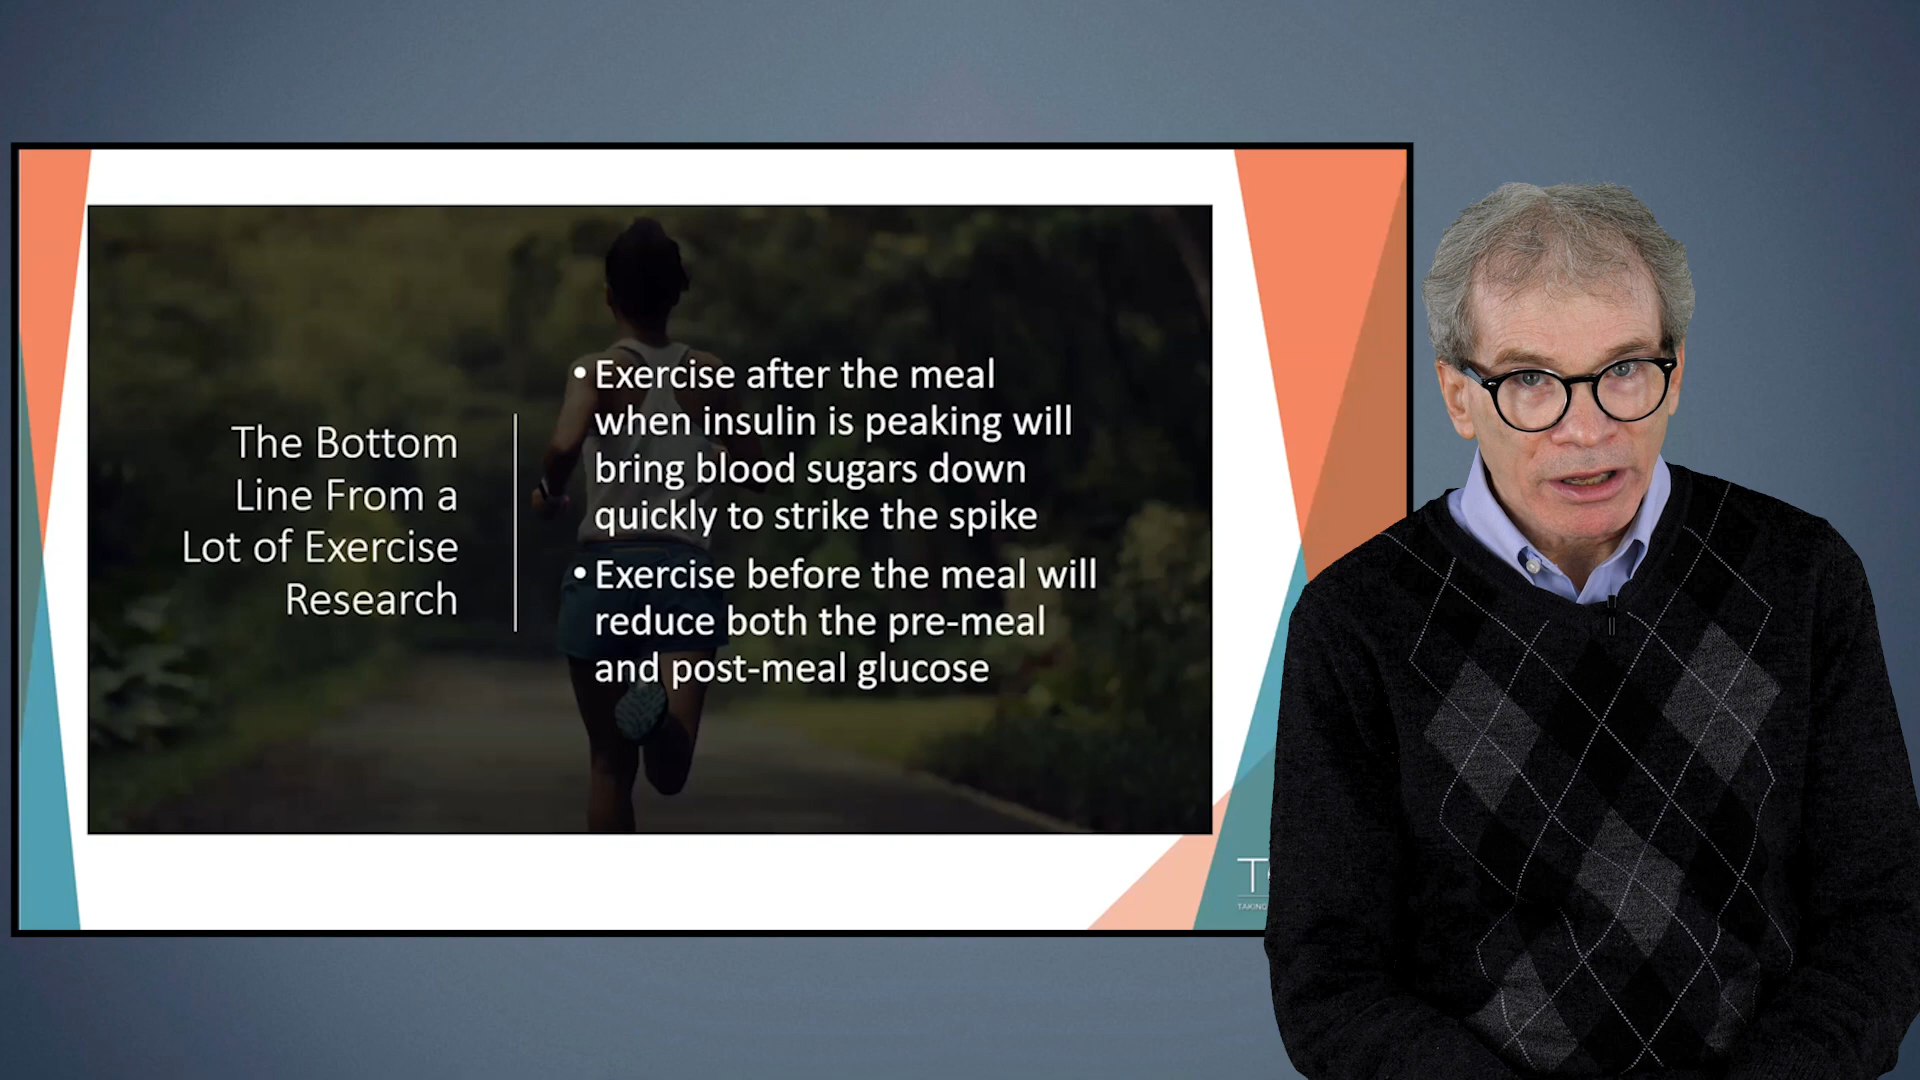 The Bottom
Line From a
Lot of Exercise
Research
• Exercise after the meal
when insulin is peaking will
bring blood sugars down
quickly to strike the spike
• Exercise before the meal will
reduce both the pre-meal
and post-meal glucose
TAKING